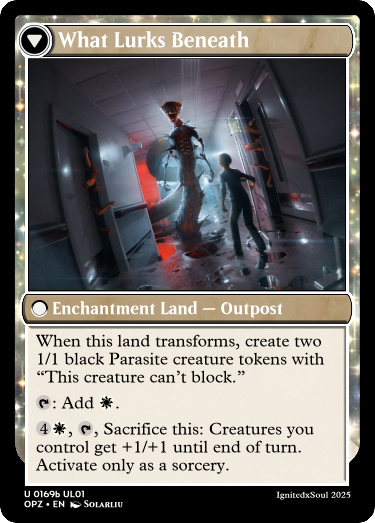 What Lurks Beneath
Enchantment Land — Outpost
When this land transforms, create two
1/1 black Parasite creature tokens with
“This creature can’t block.”
: Add .
4, , Sacrifice this: Creatures you
control get +1/+1 until end of turn.
Activate only as a sorcery.
U 0169b UL01
OPZ • EN SOLARLIU
IgnitedxSoul 2025